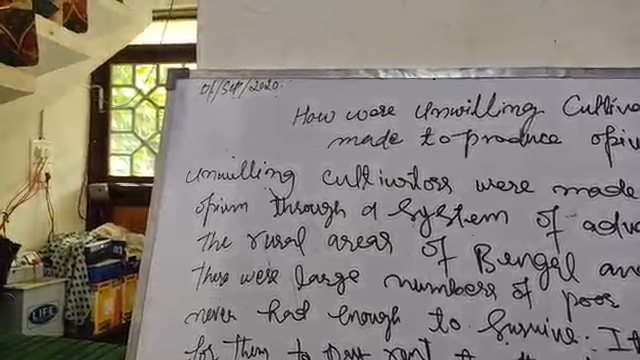 01/Sep/2020
How were unwilling Cultiva
made to produce opiu
unwilling cultivators were made
opium through a system of adva
the rural areas of Bengal an
there were large numbers of poor
never had enough to survive. It
for them to pay rent
LIFE